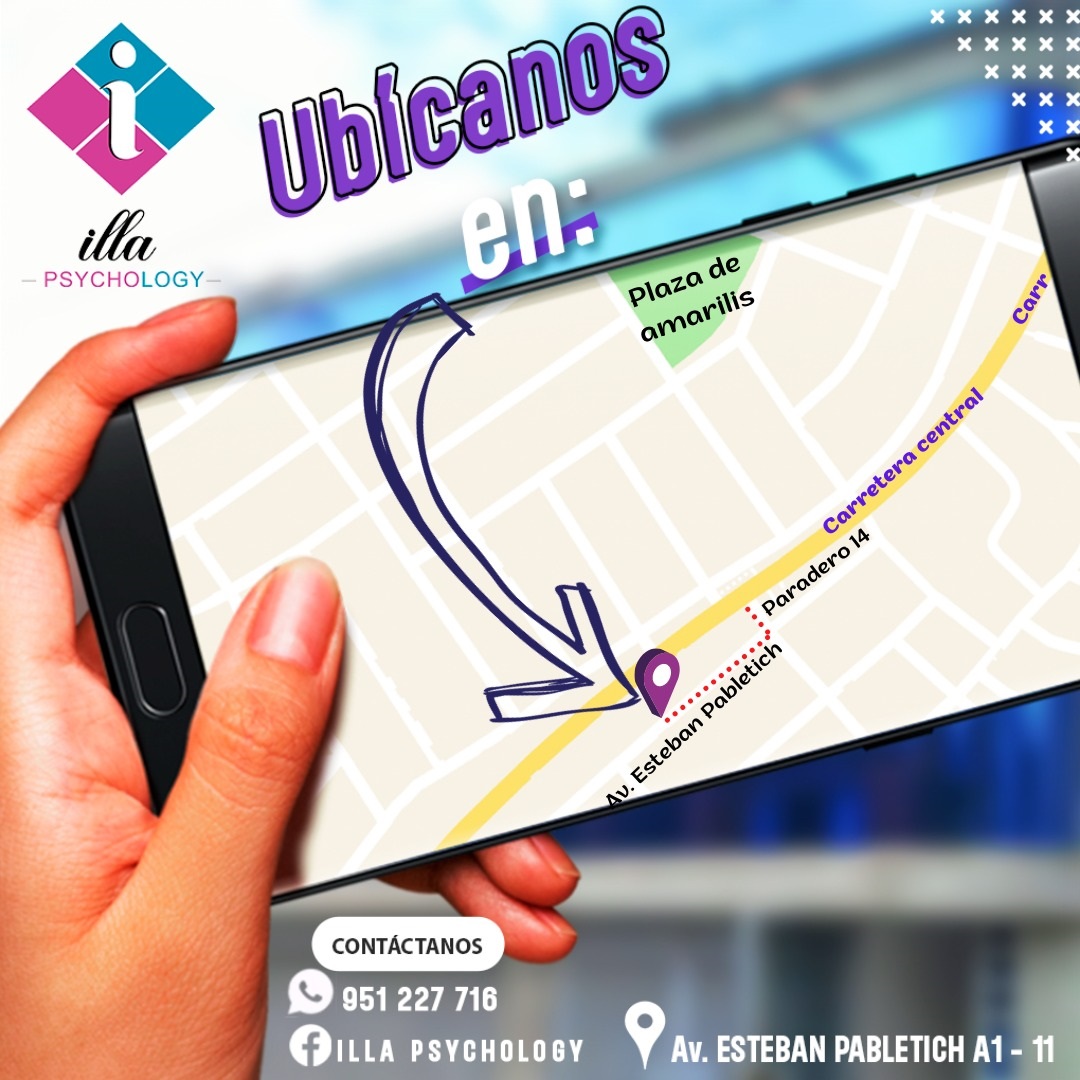 Ubícanos
en:
i
illa
PSYCHOLOGY
Plaza de
amarilis
Carr
Carretera central
Paradero 14
Av. Esteban Pabletich
CONTÁCTANOS
951 227 716
ILLA PSYCHOLOGY
Av. ESTEBAN PABLETICH A1 - 11